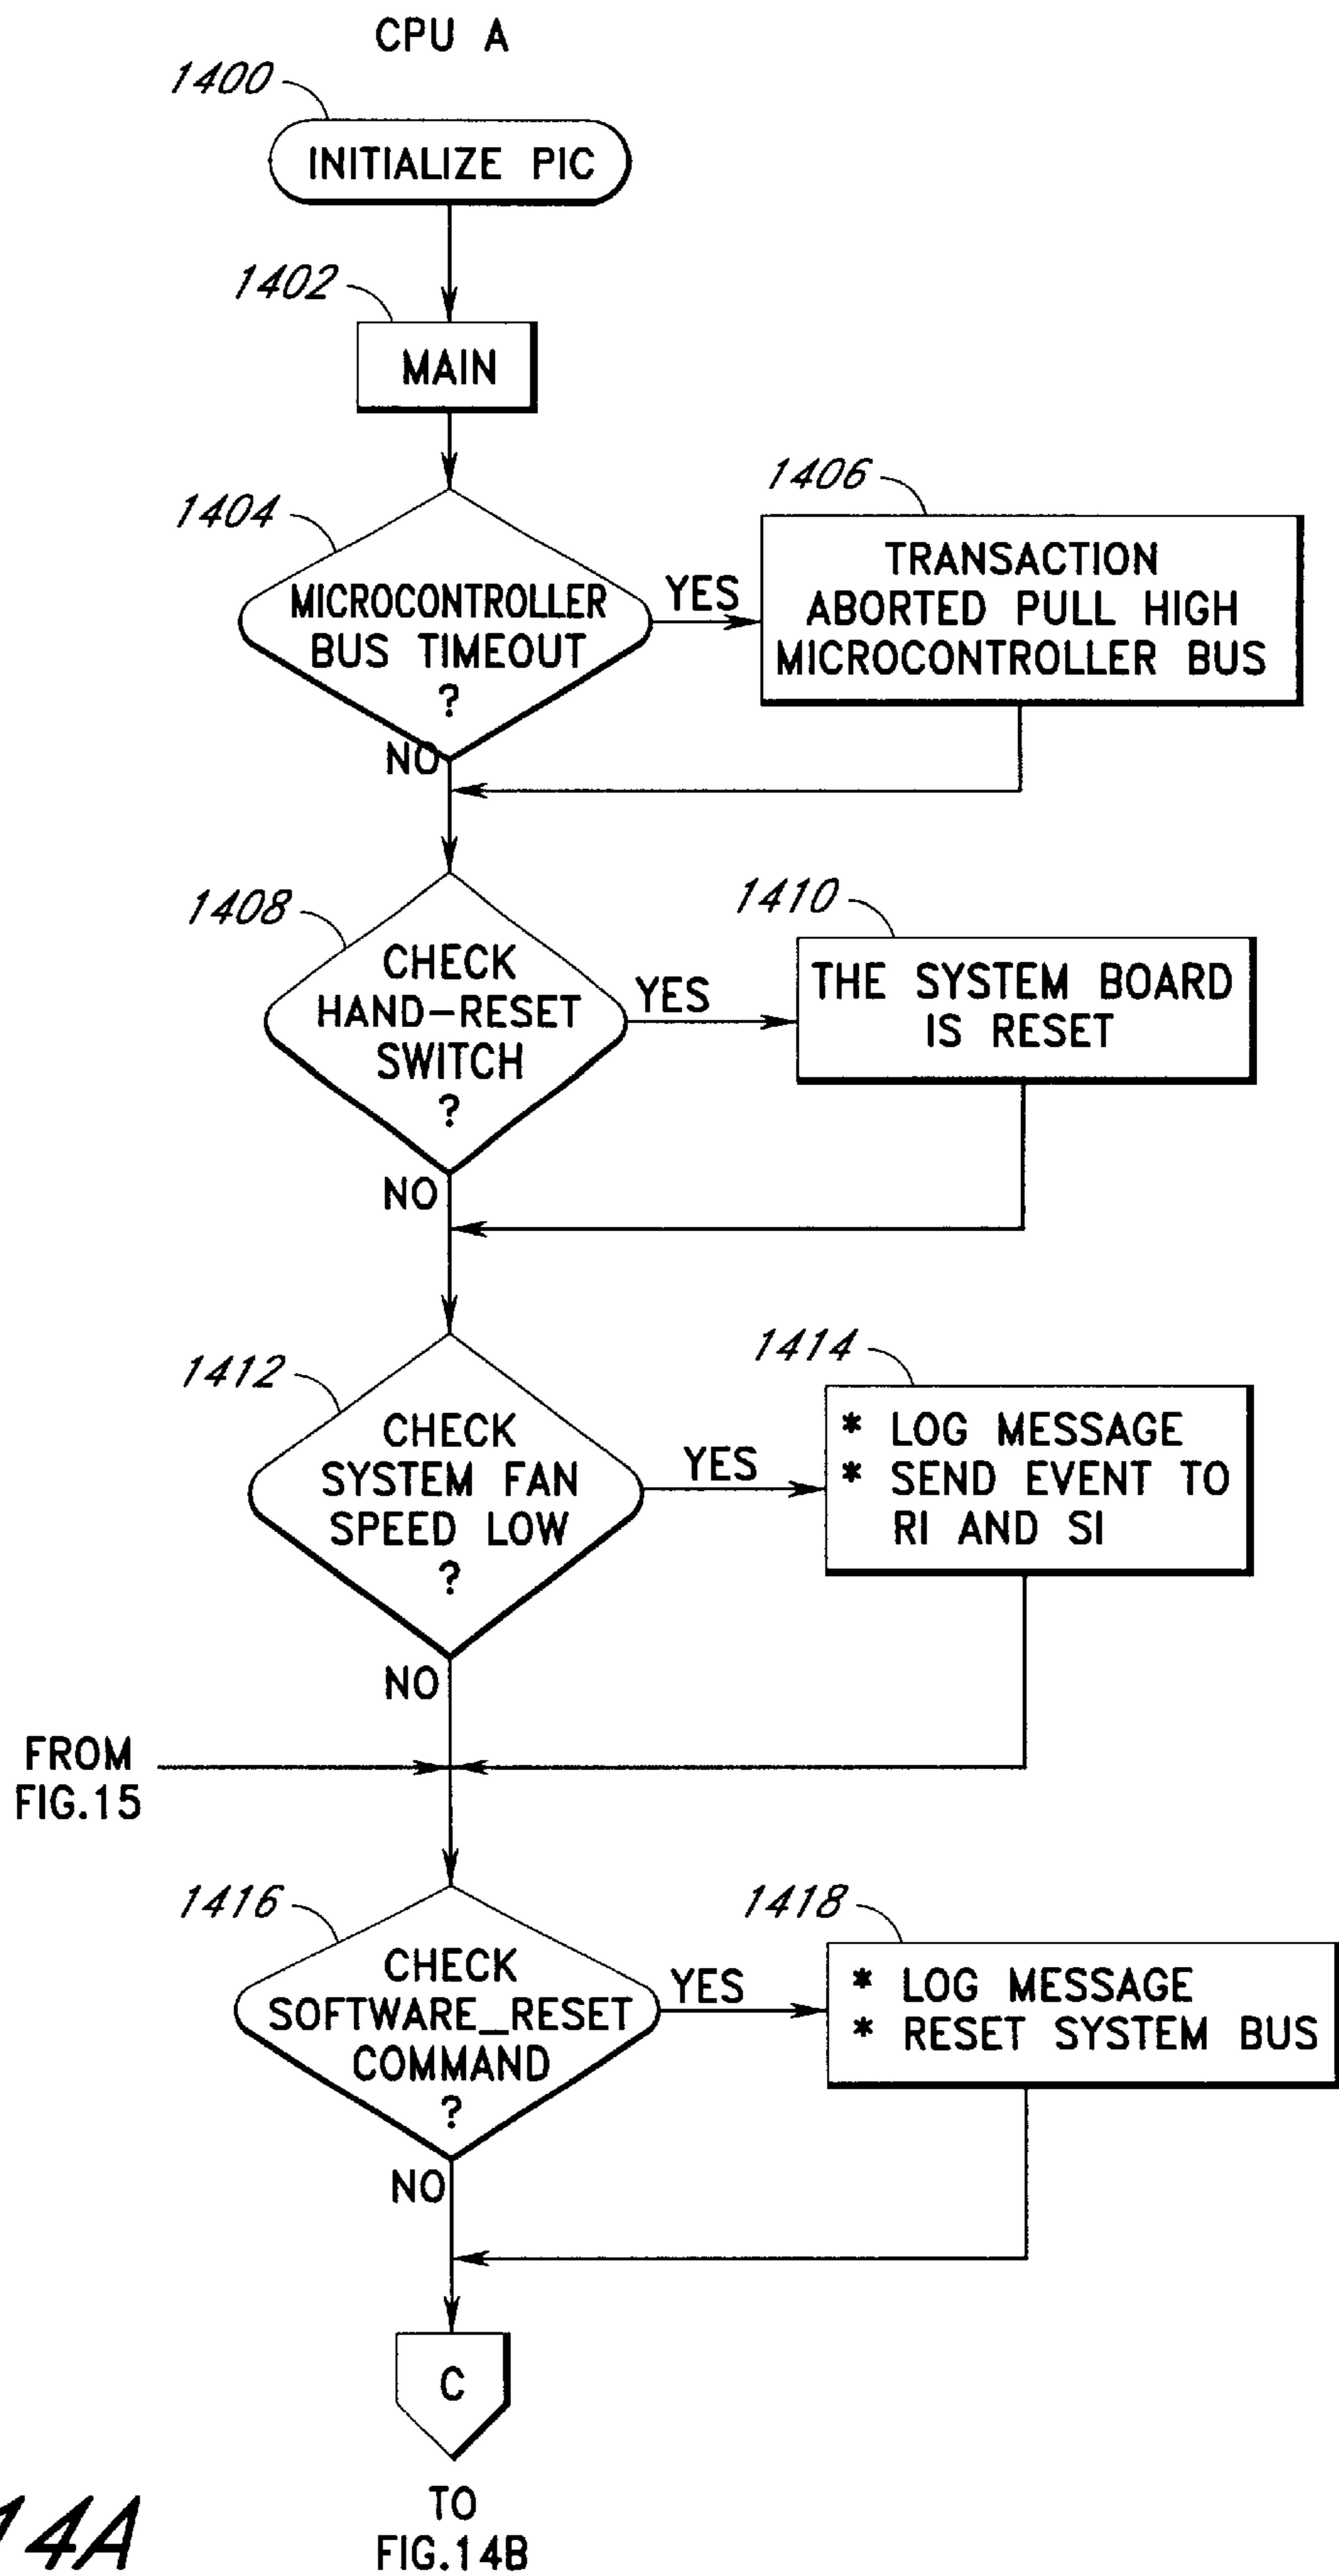 CPU A
1400
INITIALIZE PIC
1402
MAIN
1404
MICROCONTROLLER
BUS TIMEOUT
?
YES
NO
1406
TRANSACTION
ABORTED PULL HIGH
MICROCONTROLLER BUS
1408
CHECK
HAND-RESET
SWITCH
?
YES
NO
1410
THE SYSTEM BOARD
IS RESET
1412
CHECK
SYSTEM FAN
SPEED LOW
?
YES
NO
1414
* LOG MESSAGE
* SEND EVENT TO
RI AND SI
FROM
FIG.15
1416
CHECK
SOFTWARE_RESET
COMMAND
?
YES
NO
1418
* LOG MESSAGE
* RESET SYSTEM BUS
C
TO
FIG.14B
14A